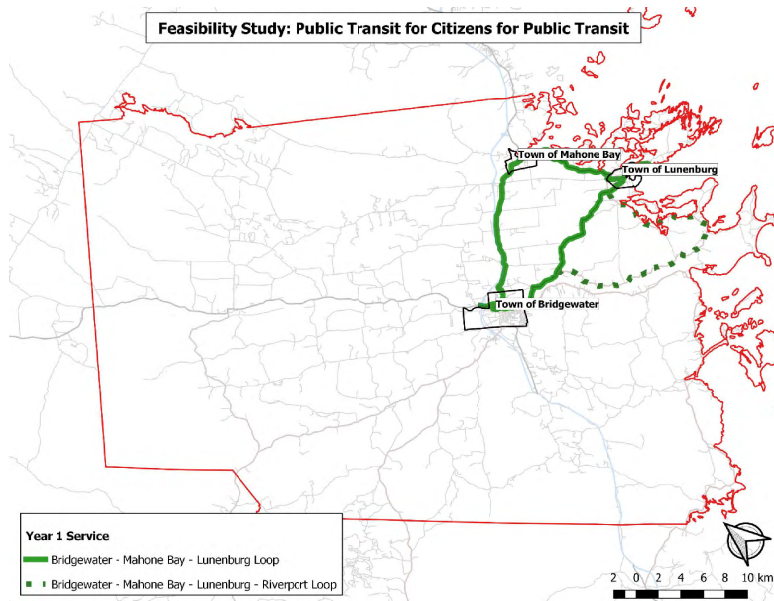 Feasibility Study: Public Transit for Citizens for Public Transit
Town of Mahone Bay
Town of Lunenburg
Town of Bridgewater
Year 1 Service
Bridgewater - Mahone Bay - Lunenburg Loop
Bridgewater - Mahone Bay - Lunenburg - Riverport Loop
2 0 2 4 6 8 10 km